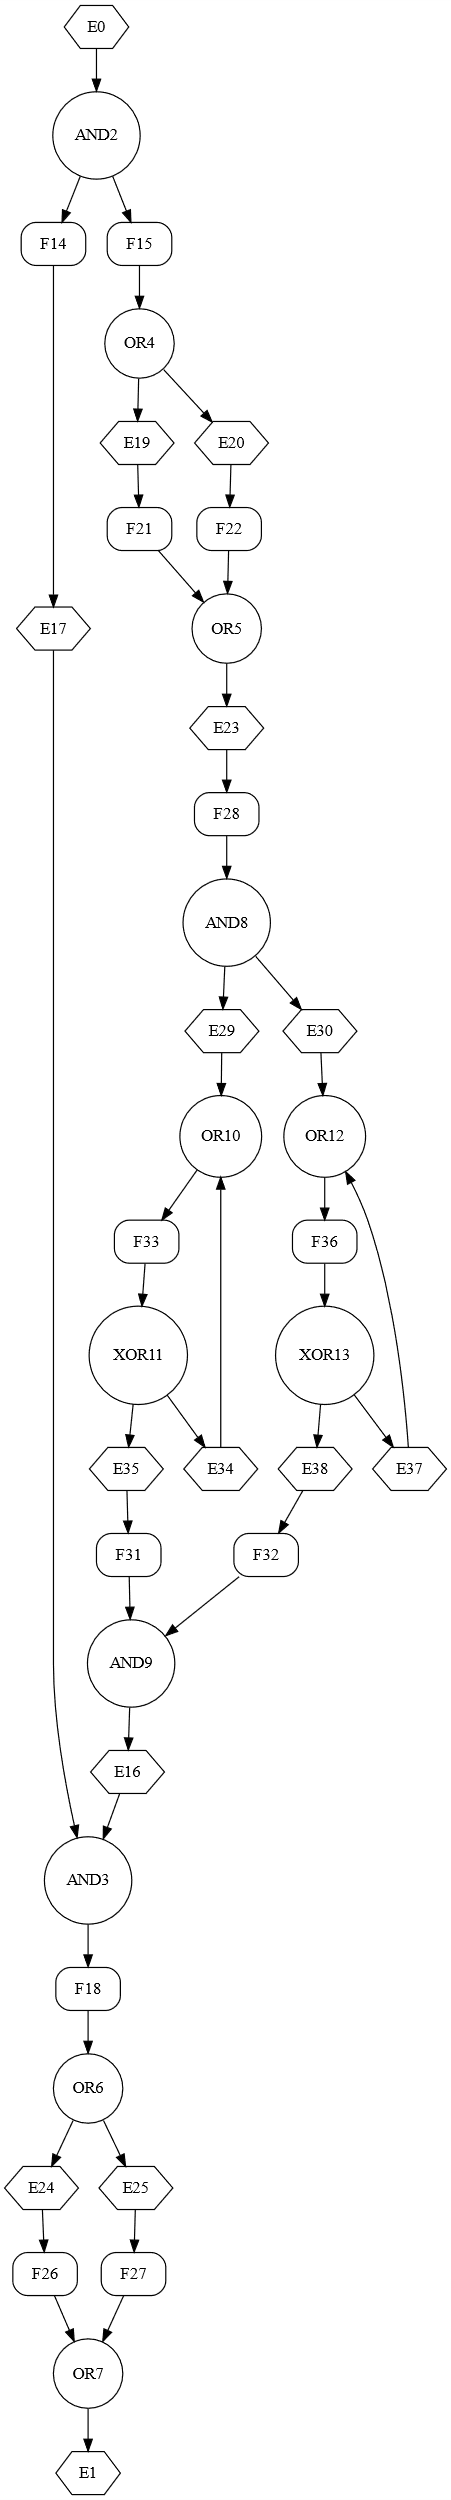 E0
AND2
F14
F15
OR4
E19
E20
F21
F22
E17
OR5
E23
F28
AND8
E29
E30
OR10
OR12
F33
F36
XOR11
XOR13
E35
E34
E38
E37
F31
F32
AND9
E16
AND3
F18
OR6
E24
E25
F26
F27
OR7
E1